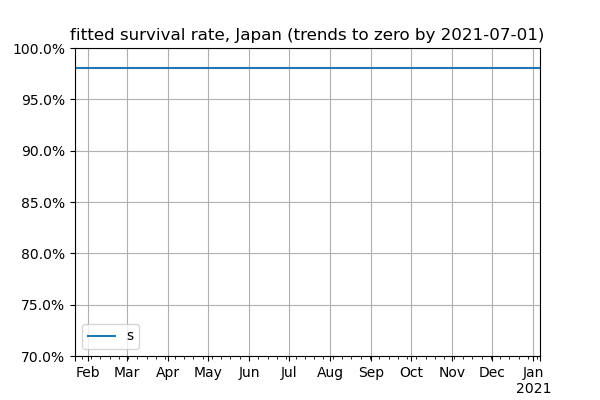 fitted survival rate, Japan (trends to zero by 2021-07-01)
100.0%
95.0%
90.0%
85.0%
80.0%
75.0%
70.0%
s
Feb Mar Apr May Jun Jul Aug Sep Oct Nov Dec Jan
2021